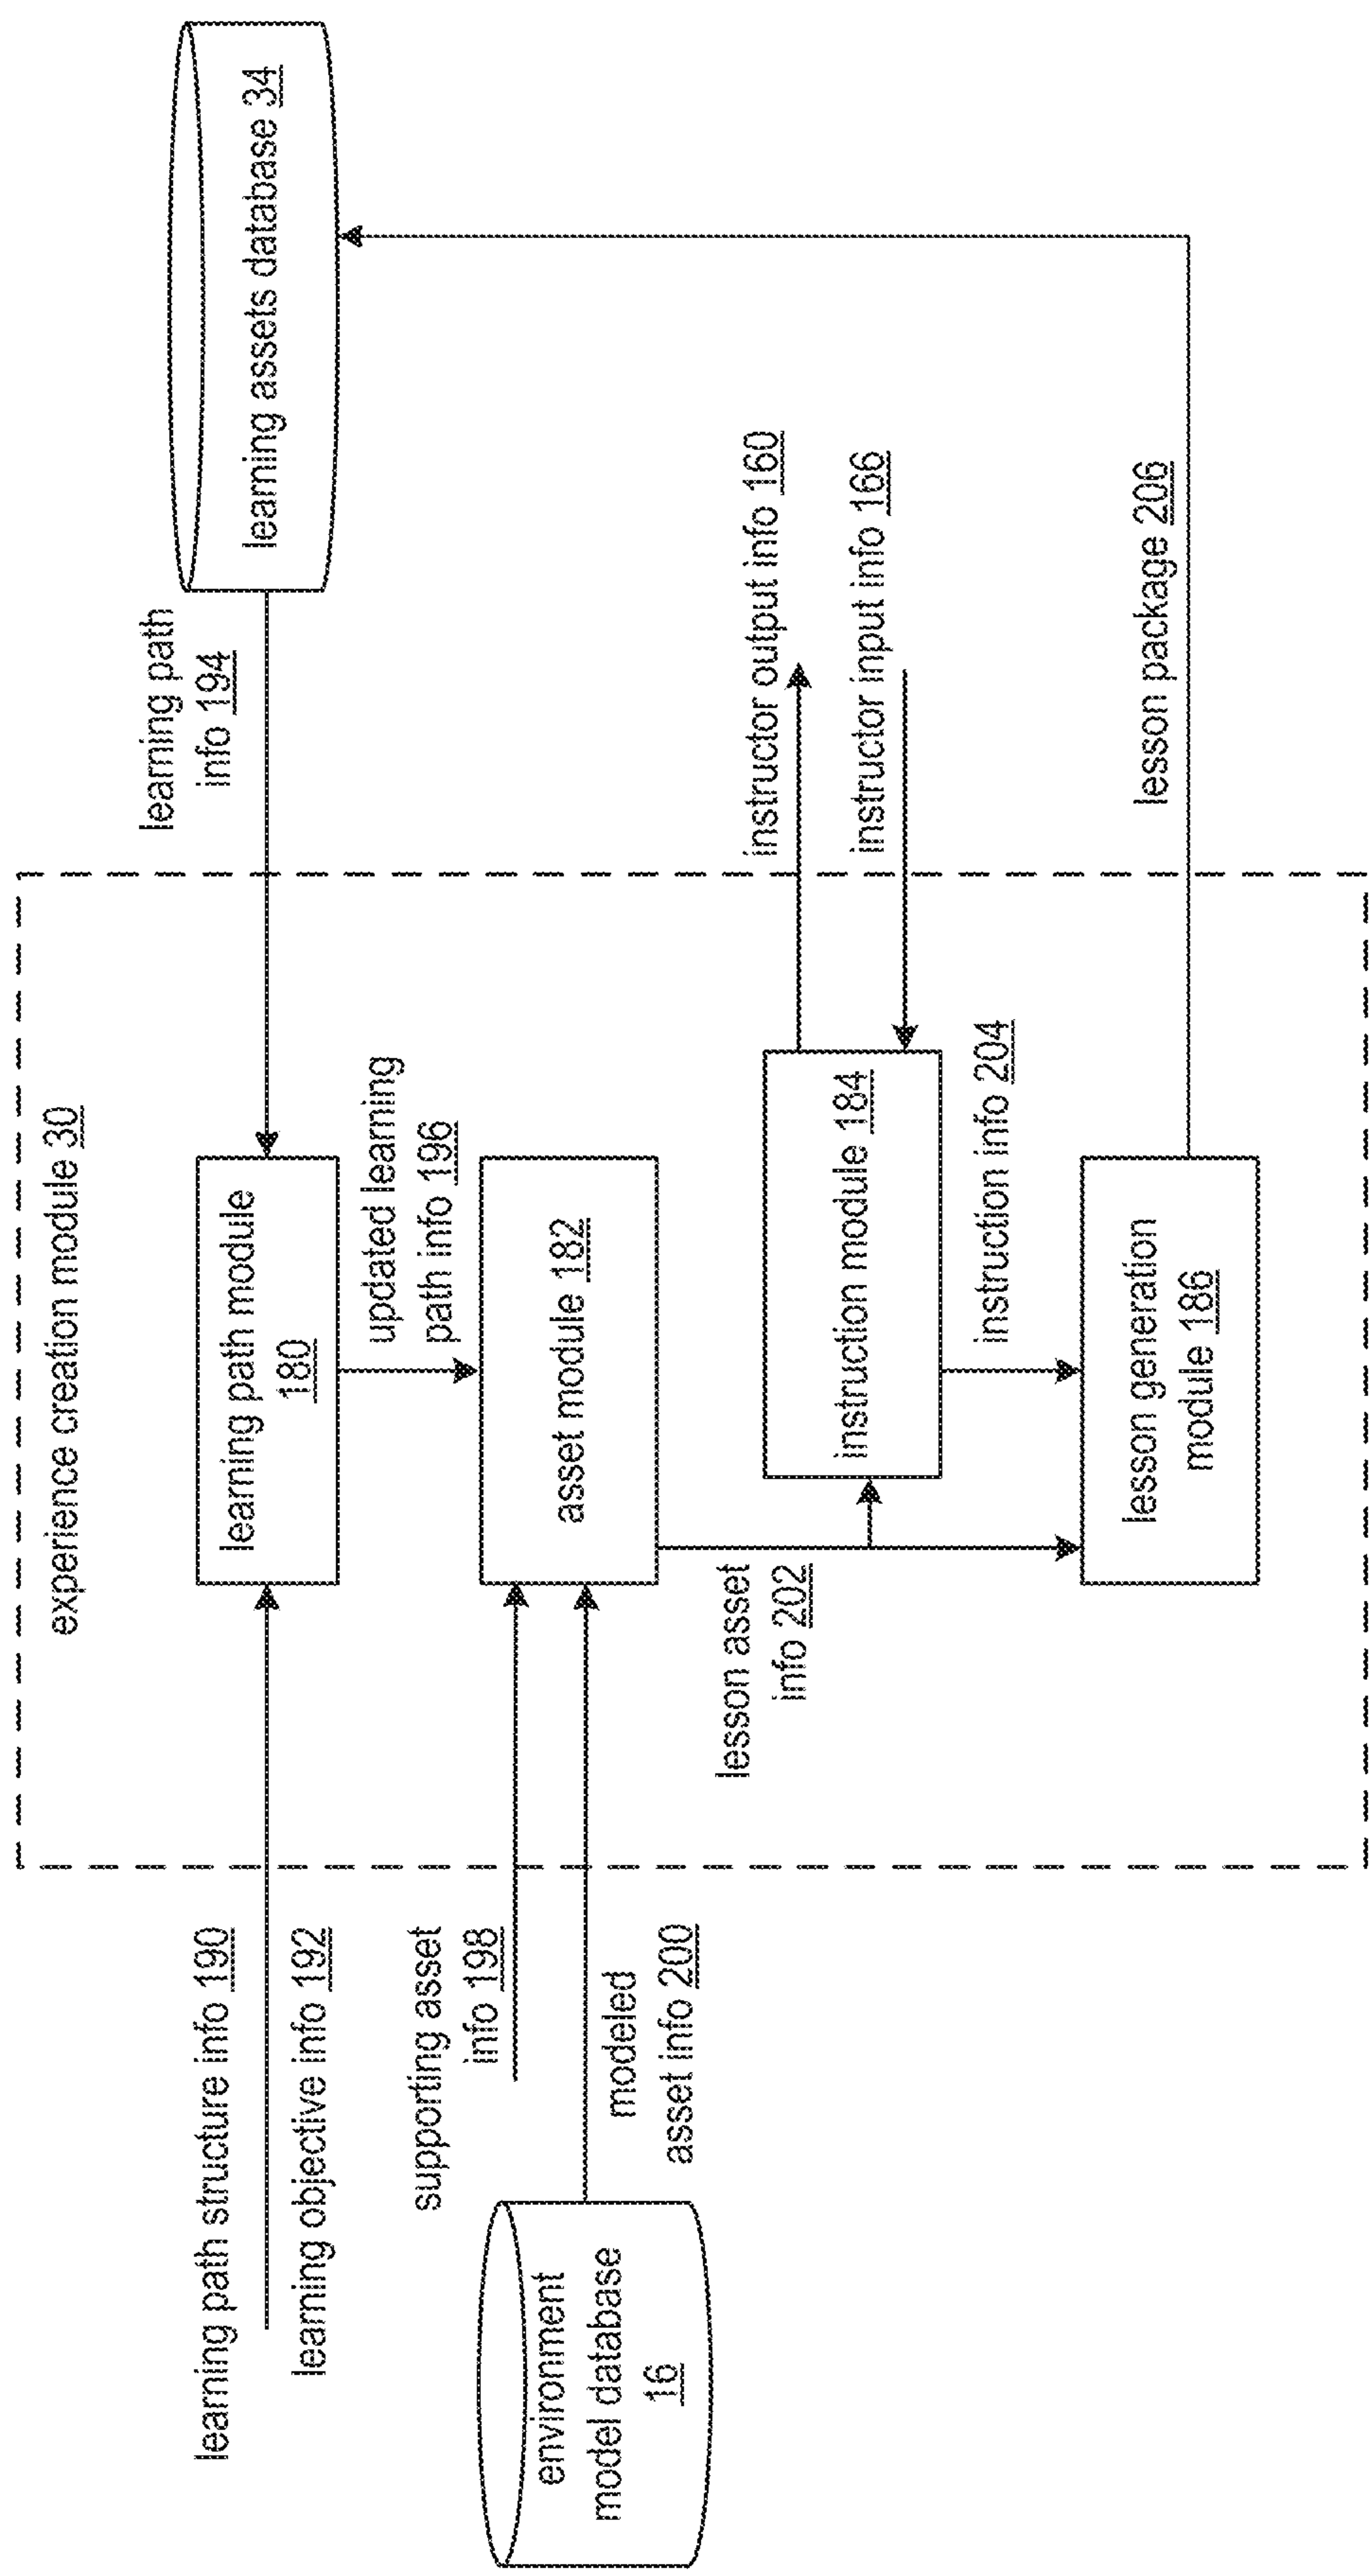 experience creation module 30
learning path structure info 190
learning objective info 192
learning path module
180
learning path
info 194
learning assets database 34
updated learning
path info 196
supporting asset
info 198
environment
model database
16
modeled
asset info 200
asset module 182
lesson asset
info 202
instruction module 184
instructor output info 160
instructor input info 166
instruction info 204
lesson generation
module 186
lesson package 206